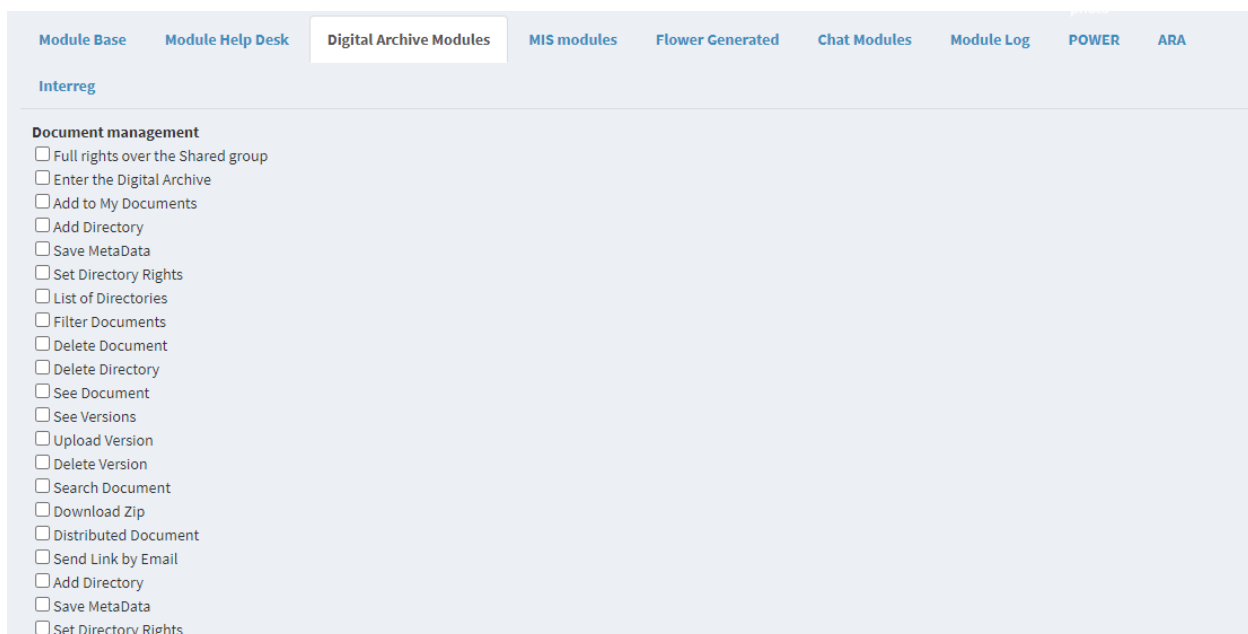 Module Base Module Help Desk Digital Archive Modules MIS modules Flower Generated Chat Modules Module Log POWER ARA
Interreg
Document management
Full rights over the Shared group
Enter the Digital Archive
Add to My Documents
Add Directory
Save MetaData
Set Directory Rights
List of Directories
Filter Documents
Delete Document
Delete Directory
See Document
See Versions
Upload Version
Delete Version
Search Document
Download Zip
Distributed Document
Send Link by Email
Add Directory
Save MetaData
Set Directory Rights